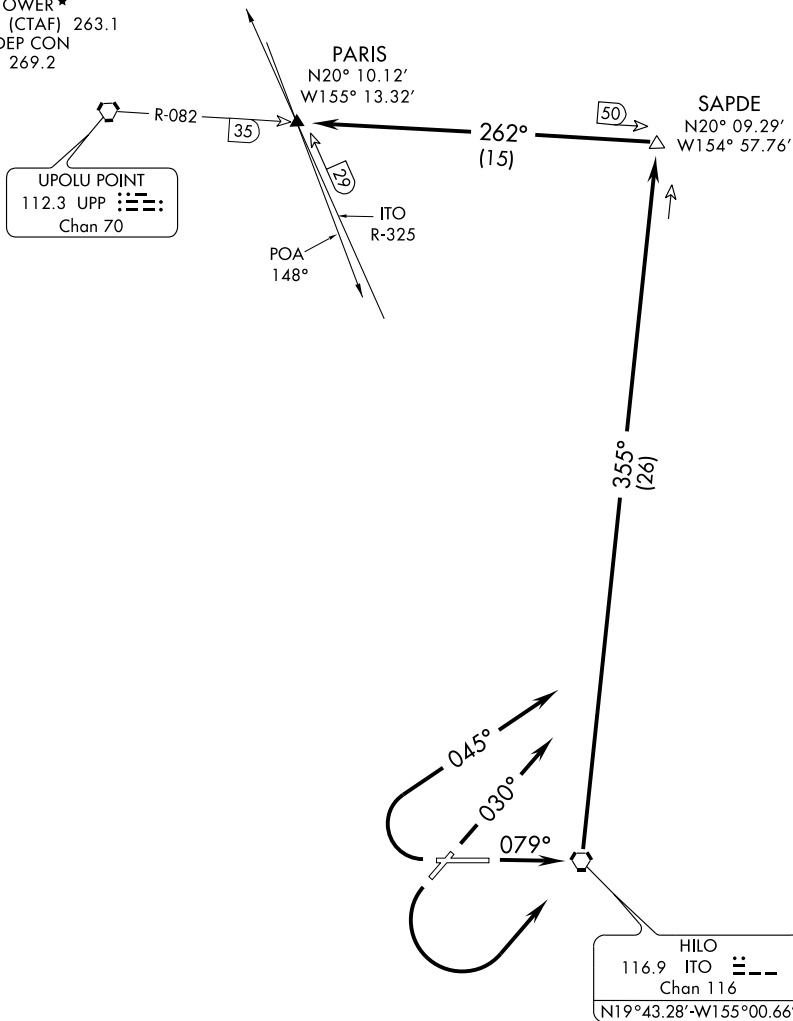 (CTAF) 263.1
DEP CON
269.2
PARIS
N20° 10.12'
W155° 13.32'
SAPDE
N20° 09.29'
W154° 57.76'
R-082
35
50
262°
(15)
29
UPOLU POINT
112.3 UPP
Chan 70
ITO
R-325
POA
148°
355°
(26)
045°
030°
079°
HILO
116.9 ITO
Chan 116
N19°43.28'-W155°00.66'